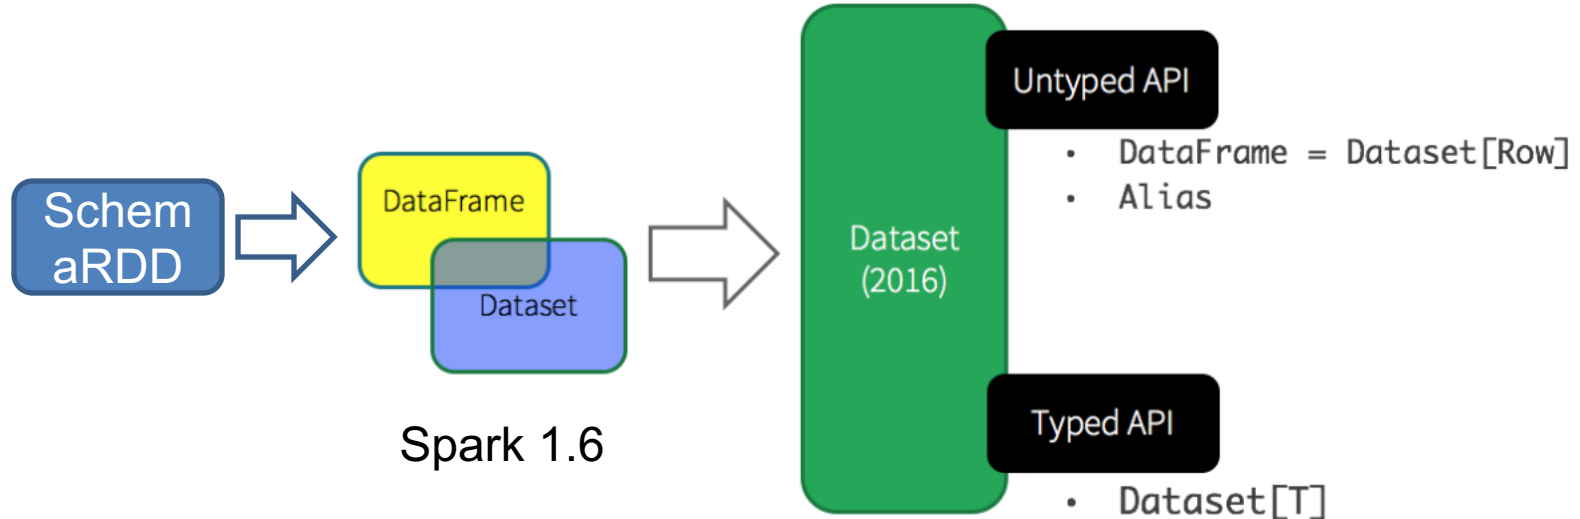 Schem
aRDD
DataFrame
Dataset
Spark 1.6
Dataset
(2016)
Untyped API
• DataFrame = Dataset[Row]
• Alias
Typed API
• Dataset[T]